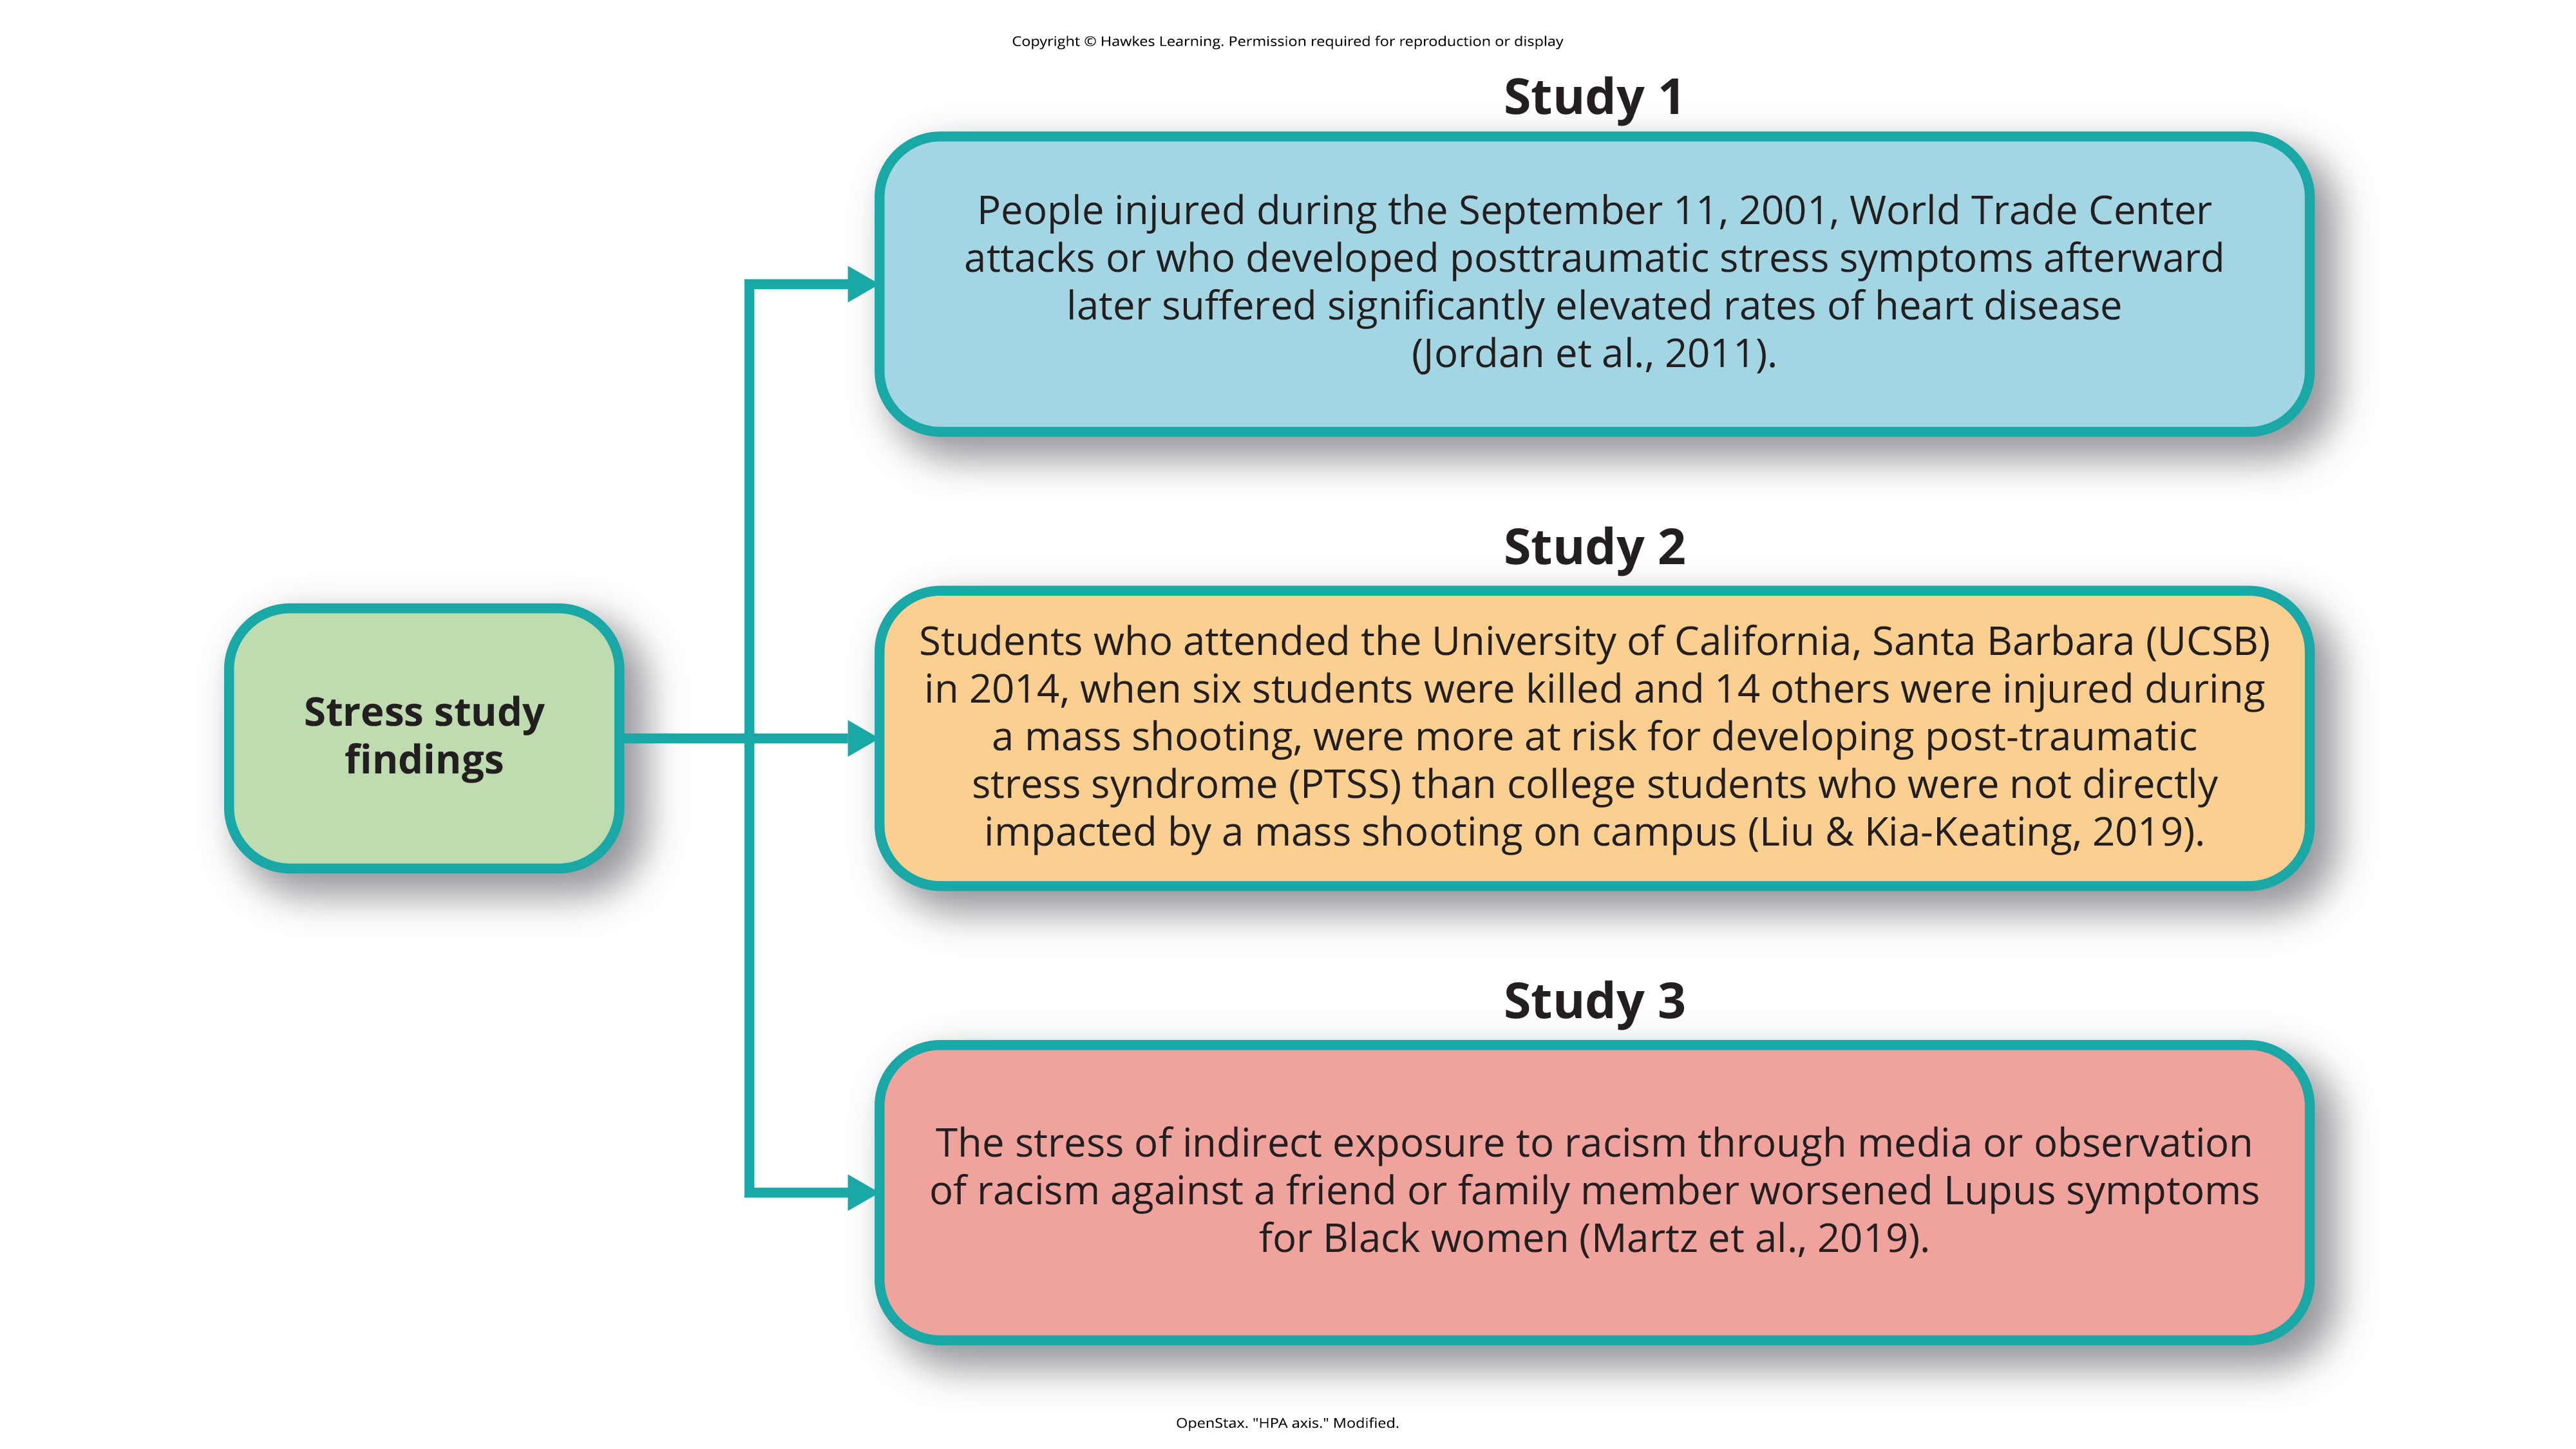 Copyright © Hawkes Learning. Permission required for reproduction or display
Study 1
People injured during the September 11, 2001, World Trade Center
attacks or who developed posttraumatic stress symptoms afterward
later suffered significantly elevated rates of heart disease
(Jordan et al., 2011).
Stress study
findings
Study 2
Students who attended the University of California, Santa Barbara (UCSB)
in 2014, when six students were killed and 14 others were injured during
a mass shooting, were more at risk for developing post-traumatic
stress syndrome (PTSS) than college students who were not directly
impacted by a mass shooting on campus (Liu & Kia-Keating, 2019).
Study 3
The stress of indirect exposure to racism through media or observation
of racism against a friend or family member worsened Lupus symptoms
for Black women (Martz et al., 2019).
OpenStax. "HPA axis." Modified.